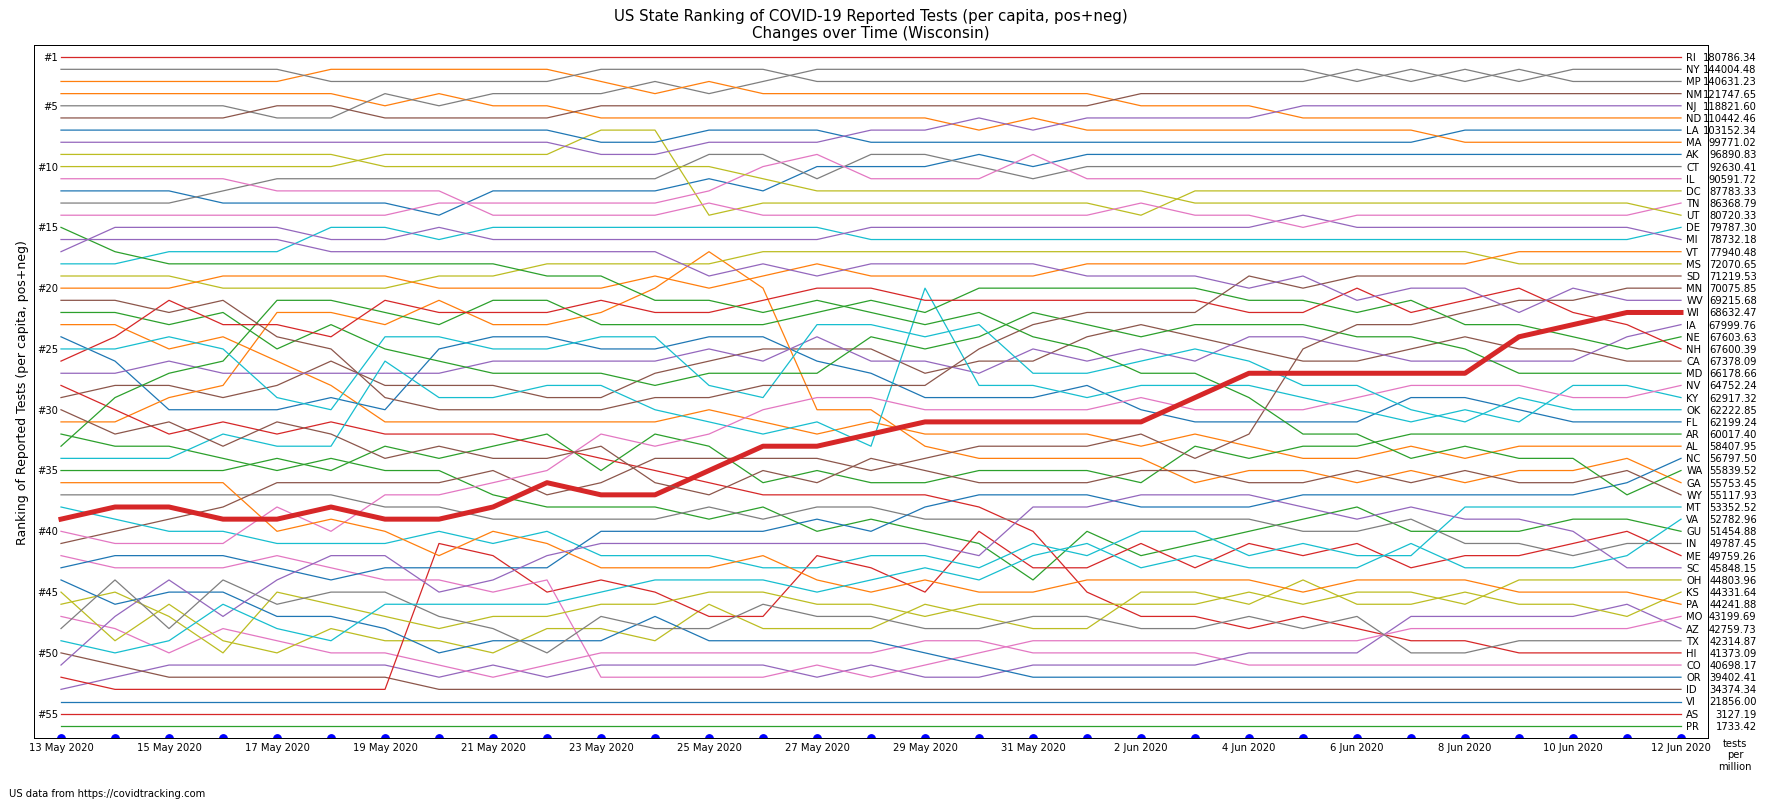 US State Ranking of COVID-19 Reported Tests (per capita, pos+neg)
Changes over Time (Wisconsin)
Ranking of Reported Tests (per capita, pos+neg)
#1
#5
#10
#15
#20
#25
#30
#35
#40
#45
#50
#55
RI 180786.34
NY 144004.48
MP 140631.23
NM 121747.65
NJ 118821.60
ND 110442.46
LA 103152.34
MA 99771.02
AK 96890.83
CT 92630.41
IL 90591.72
DC 87783.33
TN 86368.79
UT 80720.33
DE 79787.30
MI 78732.18
VT 77940.48
MS 72070.65
SD 71219.53
MN 70075.85
WV 69215.68
WI 68632.47
IA 67999.76
NE 67603.63
NH 67600.39
CA 67378.09
MD 66178.66
NV 64752.24
KY 62917.32
OK 62222.85
FL 62199.24
AR 60017.40
AL 58407.95
NC 56797.50
WA 55839.52
GA 55753.45
WY 55117.93
MT 53352.52
VA 52782.96
GU 51454.88
IN 49787.45
ME 49759.26
SC 45848.15
OH 44803.96
KS 44331.64
PA 44241.88
MO 43199.69
AZ 42759.73
TX 42314.87
HI 41373.09
CO 40698.17
OR 39402.41
ID 34374.34
VI 21856.00
AS 3127.19
PR 1733.42
13 May 2020
15 May 2020
17 May 2020
19 May 2020
21 May 2020
23 May 2020
25 May 2020
27 May 2020
29 May 2020
31 May 2020
2 Jun 2020
4 Jun 2020
6 Jun 2020
8 Jun 2020
10 Jun 2020
12 Jun 2020
tests
per
million
US data from https://covidtracking.com